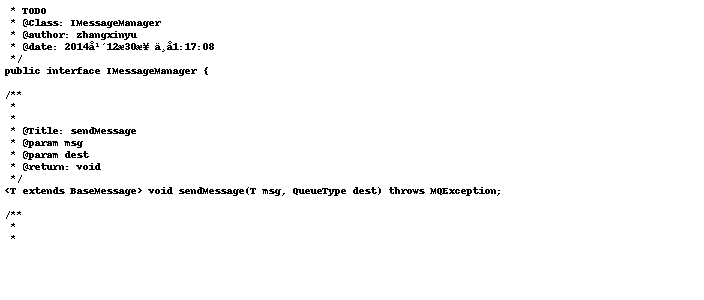 * TODO
* @Class: IMessageManager
* @author: zhangxinyu
* @date: 2014å¹´12æ30æ¥ ä¸å1:17:08
*/
public interface IMessageManager {
/**
*
*
* @Title: sendMessage
* @param msg
* @param dest
* @return: void
*/
<T extends BaseMessage> void sendMessage(T msg, QueueType dest) throws MQException;
/**
*
*